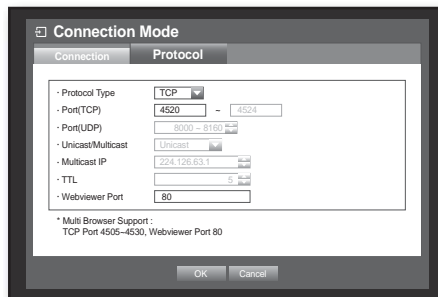 Connection Mode
Connection Protocol
· Protocol Type TCP
· Port(TCP) 4520 ~ 4524
· Port(UDP) 8000 ~ 8160
· Unicast/Multicast Unicast
· Multicast IP 224.126.63.1
· TTL 5
· Webviewer Port 80
* Multi Browser Support :
TCP Port 4505~4530, Webviewer Port 80
OK Cancel